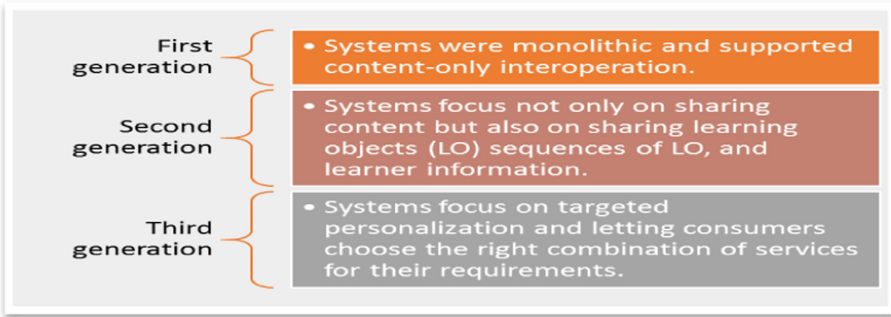 First
generation
• Systems were monolithic and supported
content-only interoperation.
Second
generation
• Systems focus not only on sharing
content but also on sharing learning
objects (LO) sequences of LO, and
learner information.
Third
generation
• Systems focus on targeted
personalization and letting consumers
choose the right combination of services
for their requirements.